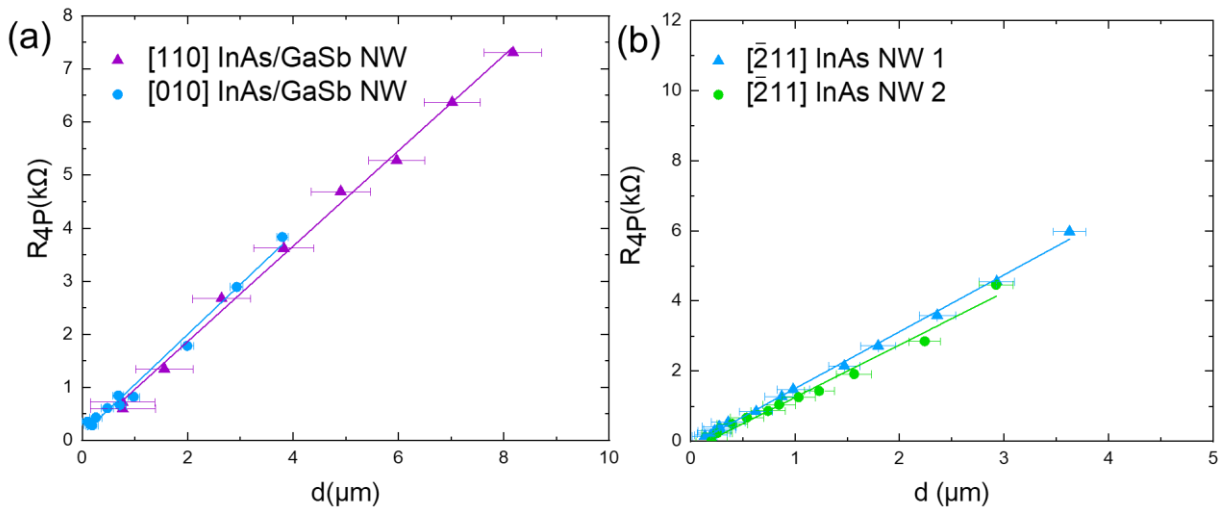 (a)
[110] InAs/GaSb NW
[010] InAs/GaSb NW
R4P(kΩ)
8
7
6
5
4
3
2
1
0
0 2 4 6 8 10
d(μm)
(b)
[2̄11] InAs NW 1
[2̄11] InAs NW 2
R4P(kΩ)
12
10
8
6
4
2
0
0 1 2 3 4 5
d (μm)